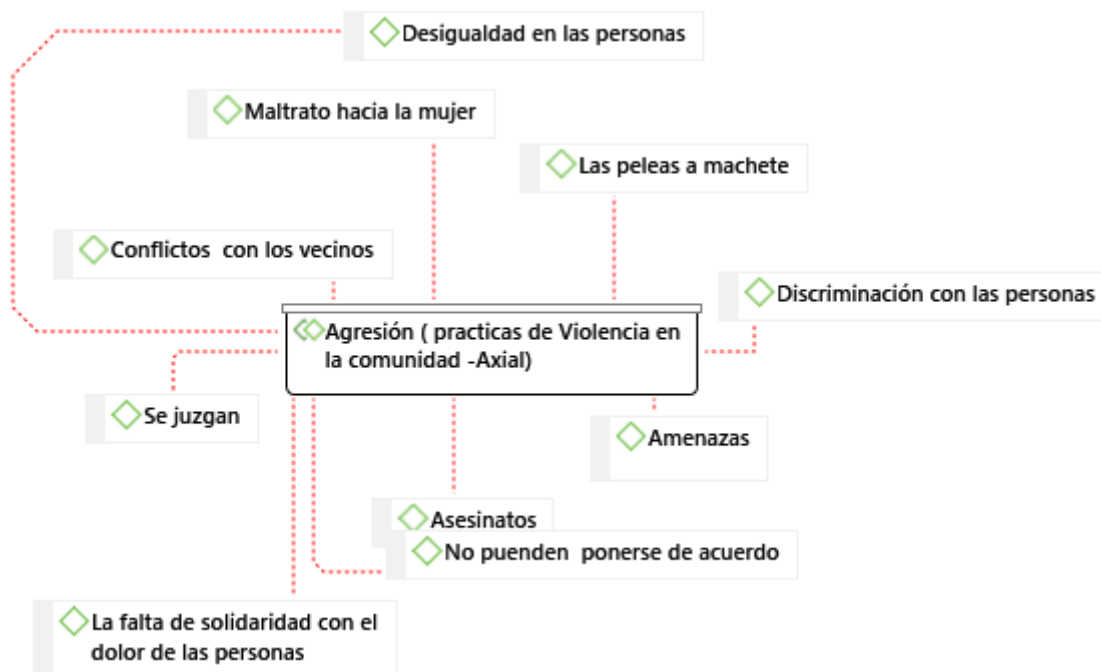 Desigualdad en las personas
Maltrato hacia la mujer
Las peleas a machete
Conflictos con los vecinos
Discriminación con las personas
Agresión ( practicas de Violencia en
la comunidad -Axial)
Se juzgan
Amenazas
Asesinatos
No puenden ponerse de acuerdo
La falta de solidaridad con el
dolor de las personas